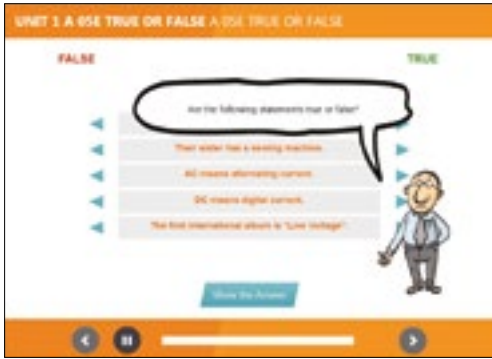 UNIT 1 A 05E TRUE OR FALSE A 05E TRUE OR FALSE
FALSE
TRUE
Are the following statements true or false?
Their sister has a sewing machine.
AC means alternating current.
DC means digital current.
The first international album is "Live Voltage".
Show the Answer